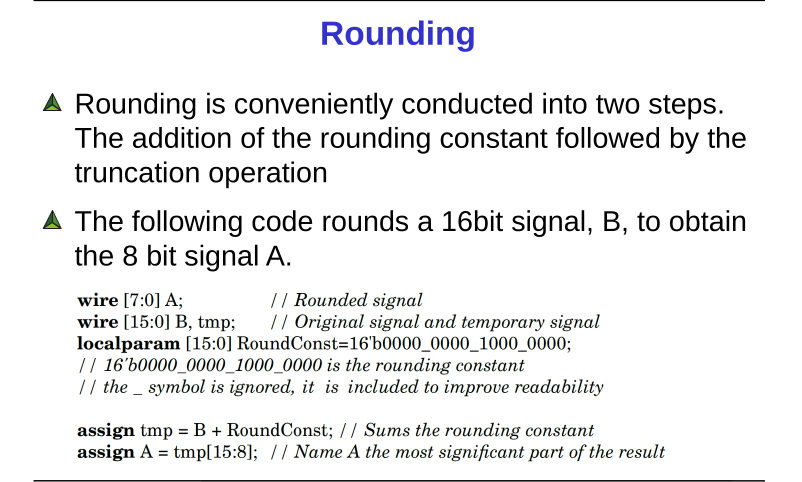 Rounding
Rounding is conveniently conducted into two steps.
The addition of the rounding constant followed by the
truncation operation
The following code rounds a 16bit signal, B, to obtain
the 8 bit signal A.
wire [7:0] A; // Rounded signal
wire [15:0] B, tmp; // Original signal and temporary signal
localparam [15:0] RoundConst=16'b0000_0000_1000_0000;
// 16'b0000_0000_1000_0000 is the rounding constant
// the _ symbol is ignored, it is included to improve readability
assign tmp = B + RoundConst; // Sums the rounding constant
assign A = tmp[15:8]; // Name A the most significant part of the result